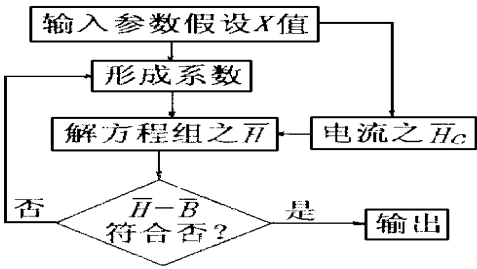 输入参数假设X值
形成系数
解方程组之H̅
电流之H̅c
H̅−B̅
符合否?
否
是
输出